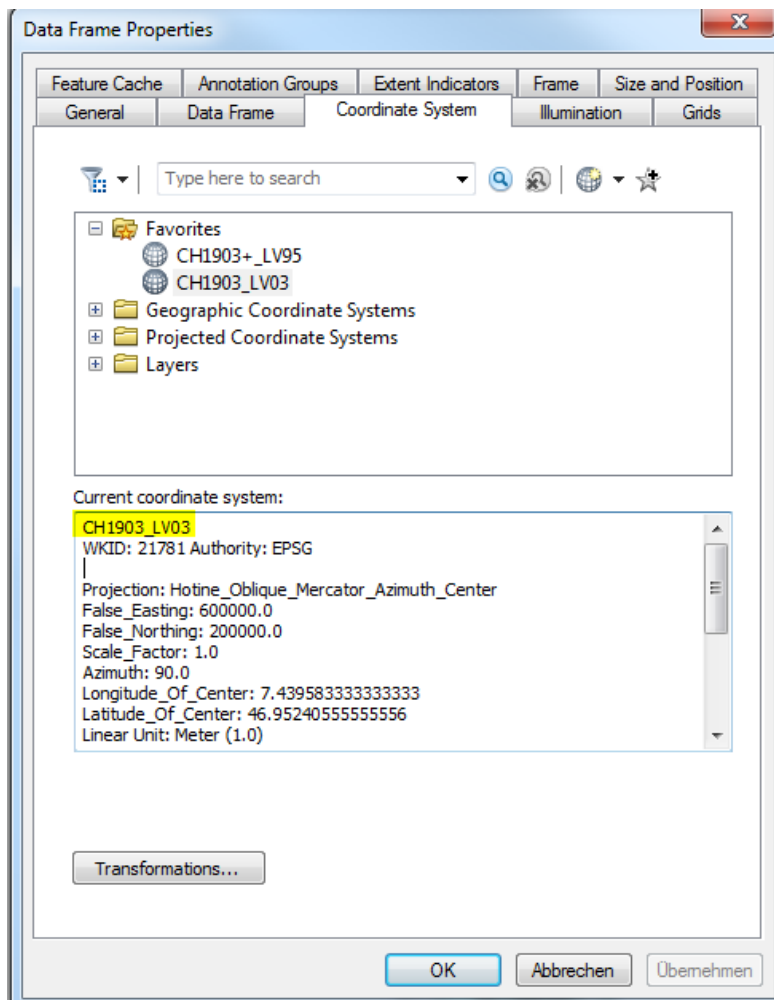 Data Frame Properties
x
Feature Cache Annotation Groups Extent Indicators Frame Size and Position
General Data Frame Coordinate System Illumination Grids
Type here to search
Favorites
CH1903+_LV95
CH1903_LV03
Geographic Coordinate Systems
Projected Coordinate Systems
Layers
Current coordinate system:
CH1903_LV03
WKID: 21781 Authority: EPSG
Projection: Hotine_Oblique_Mercator_Azimuth_Center
False_Easting: 600000.0
False_Northing: 200000.0
Scale_Factor: 1.0
Azimuth: 90.0
Longitude_Of_Center: 7.439583333333333
Latitude_Of_Center: 46.95240555555556
Linear Unit: Meter (1.0)
Transformations...
OK Abbrechen Übernehmen